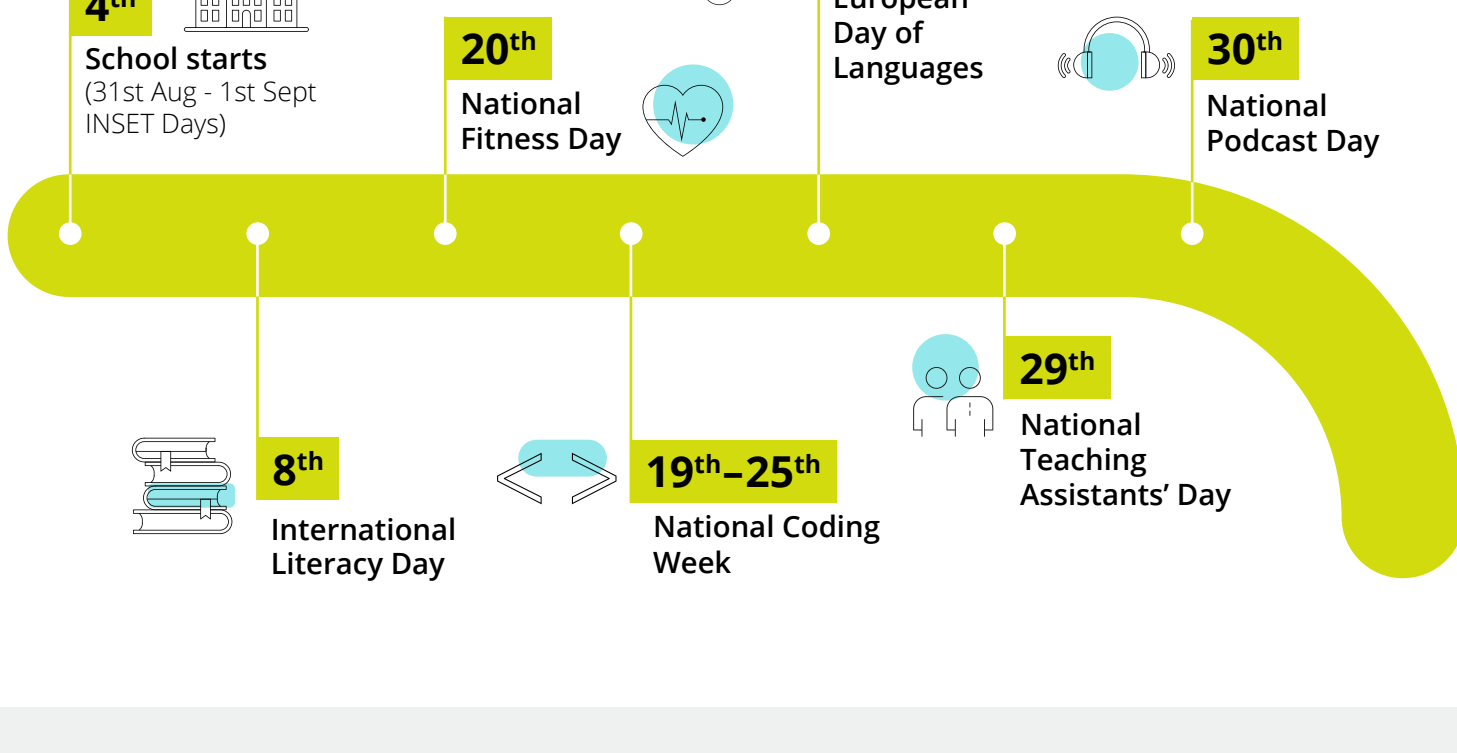 4th
School starts
(31st Aug - 1st Sept
INSET Days)
8th
International
Literacy Day
20th
National
Fitness Day
19th–25th
National Coding
Week
European
Day of
Languages
29th
National
Teaching
Assistants’ Day
30th
National
Podcast Day